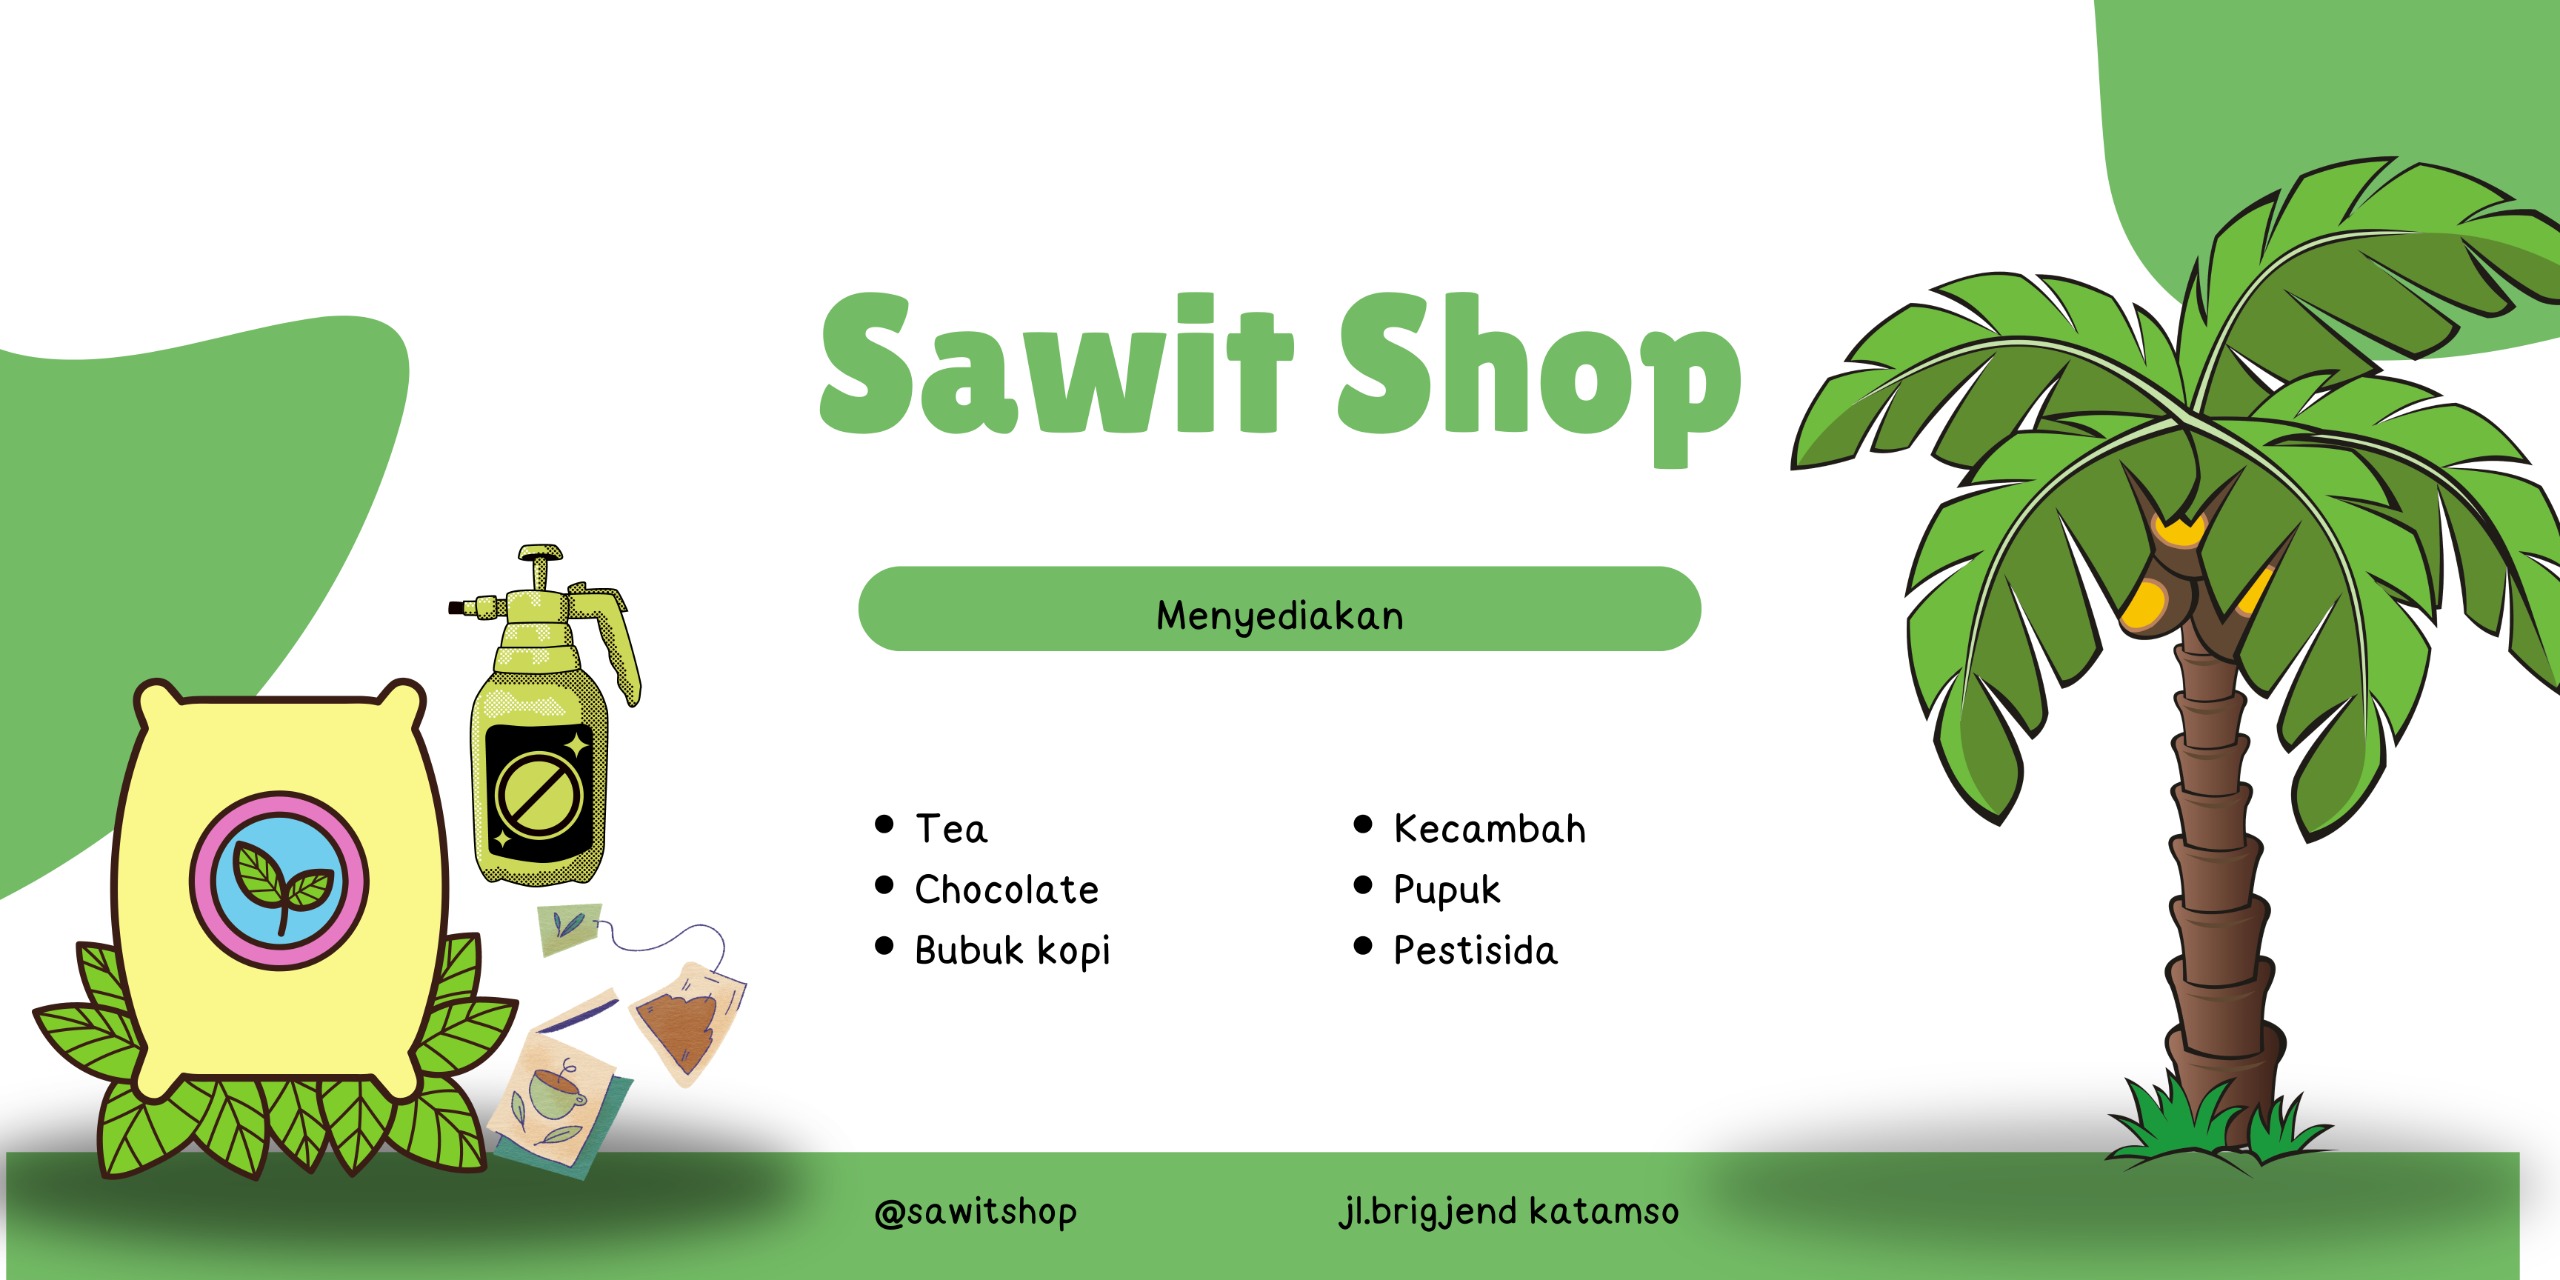 Sawit Shop
Menyediakan
Tea
Chocolate
Bubuk kopi
Kecambah
Pupuk
Pestisida
@sawitshop
jl.brigjend katamso